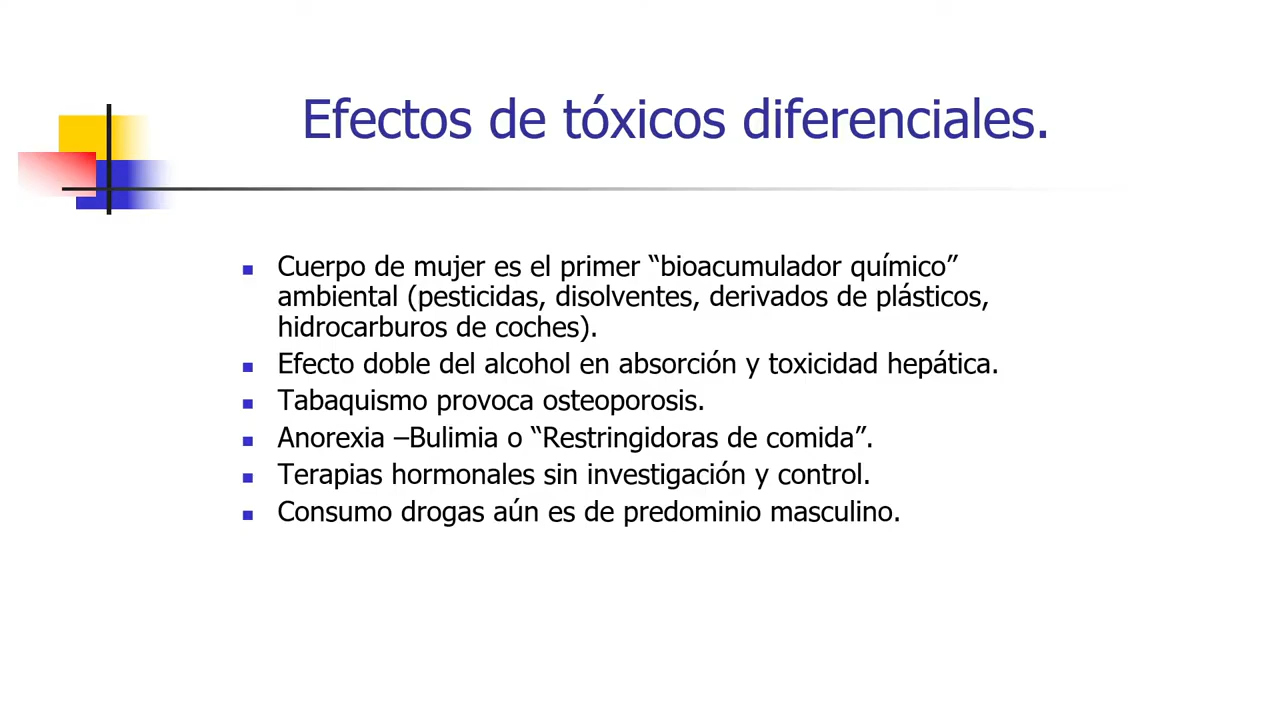 Efectos de tóxicos diferenciales.
Cuerpo de mujer es el primer “bioacumulador químico”
ambiental (pesticidas, disolventes, derivados de plásticos,
hidrocarburos de coches).
Efecto doble del alcohol en absorción y toxicidad hepática.
Tabaquismo provoca osteoporosis.
Anorexia –Bulimia o “Restringidoras de comida”.
Terapias hormonales sin investigación y control.
Consumo drogas aún es de predominio masculino.